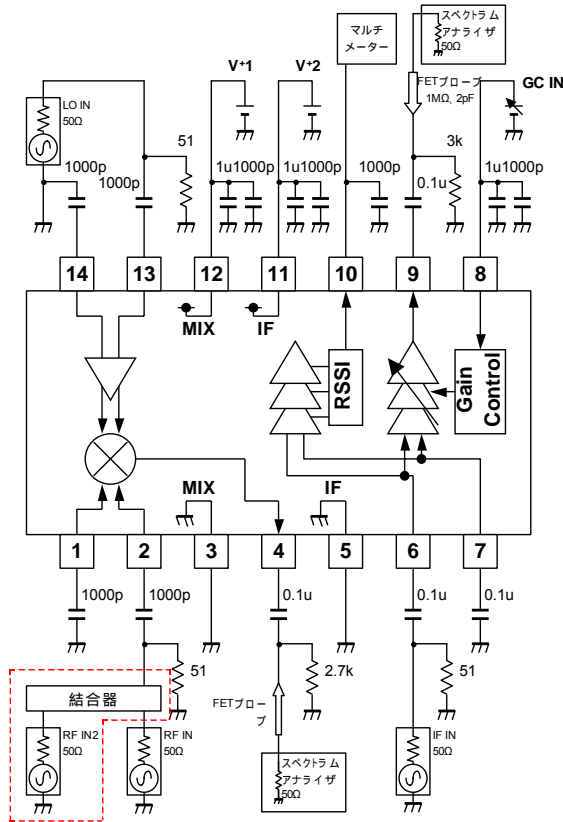 スペクトラム
アナライザ
50Ω
マルチ
メーター
V+1
V+2
FETプローブ
1MΩ、2pF
GC IN
LO IN
50Ω
51
3k
1000p
1000p
1u1000p
1u1000p
1000p
0.1u
1u1000p
14
13
12
11
10
9
8
MIX
IF
RSSI
Gain
Control
MIX
IF
1
2
3
4
5
6
7
1000p
1000p
0.1u
0.1u
0.1u
51
2.7k
51
結合器
FETプロー
ブ
RF IN2
50Ω
RF IN
50Ω
スペクトラム
アナライザ
50Ω
IF IN
50Ω